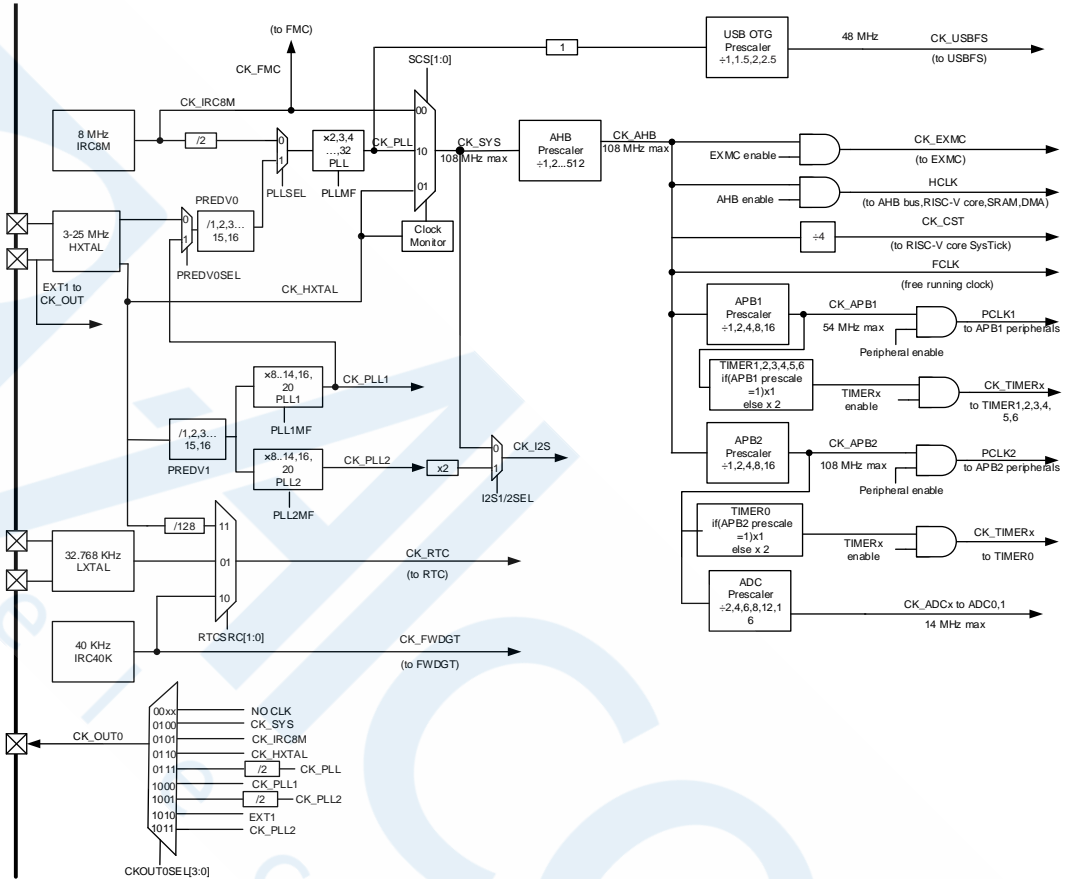 (to FMC)
CK_FMC
SCS[1:0]
1
USB OTG
Prescaler
÷1,1.5,2,2.5
48 MHz
CK_USBFS
(to USBFS)
8 MHz
IRC8M
CK_IRC8M
/2
0
1
PLLSEL
×2,3,4
…,32
PLL
PLLMF
CK_PLL
00
10
01
CK_SYS
108 MHz max
AHB
Prescaler
÷1,2...512
CK_AHB
108 MHz max
EXMC enable
CK_EXMC
(to EXMC)
AHB enable
HCLK
(to AHB bus,RISC-V core,SRAM,DMA)
÷4
CK_CST
(to RISC-V core SysTick)
FCLK
(free running clock)
3-25 MHz
HXTAL
PREDV0
0
1
/1,2,3…
15,16
PREDV0SEL
Clock
Monitor
EXT1 to
CK_OUT
CK_HXTAL
APB1
Prescaler
÷1,2,4,8,16
CK_APB1
54 MHz max
Peripheral enable
PCLK1
to APB1 peripherals
TIMER1,2,3,4,5,6
if(APB1 prescale
=1)x1
else x 2
TIMERx
enable
CK_TIMERx
to TIMER1,2,3,4,
5,6
×8..14,16,
20
PLL1
CK_PLL1
PLL1MF
/1,2,3…
15,16
PREDV1
×8..14,16,
20
PLL2
CK_PLL2
PLL2MF
x2
0
1
CK_I2S
I2S1/2SEL
APB2
Prescaler
÷1,2,4,8,16
CK_APB2
108 MHz max
Peripheral enable
PCLK2
to APB2 peripherals
TIMER0
if(APB2 prescale
=1)x1
else x 2
TIMERx
enable
CK_TIMERx
to TIMER0
ADC
Prescaler
÷2,4,6,8,12,1
6
CK_ADCx to ADC0,1
14 MHz max
/128
11
01
10
32.768 KHz
LXTAL
CK_RTC
(to RTC)
RTCSRC[1:0]
40 KHz
IRC40K
CK_FWDGT
(to FWDGT)
CK_OUT0
00xx
NO CLK
0100
CK_SYS
0101
CK_IRC8M
0110
CK_HXTAL
0111
/2
CK_PLL
1000
CK_PLL1
1001
/2
CK_PLL2
1010
EXT1
1011
CK_PLL2
CKOUT0SEL[3:0]